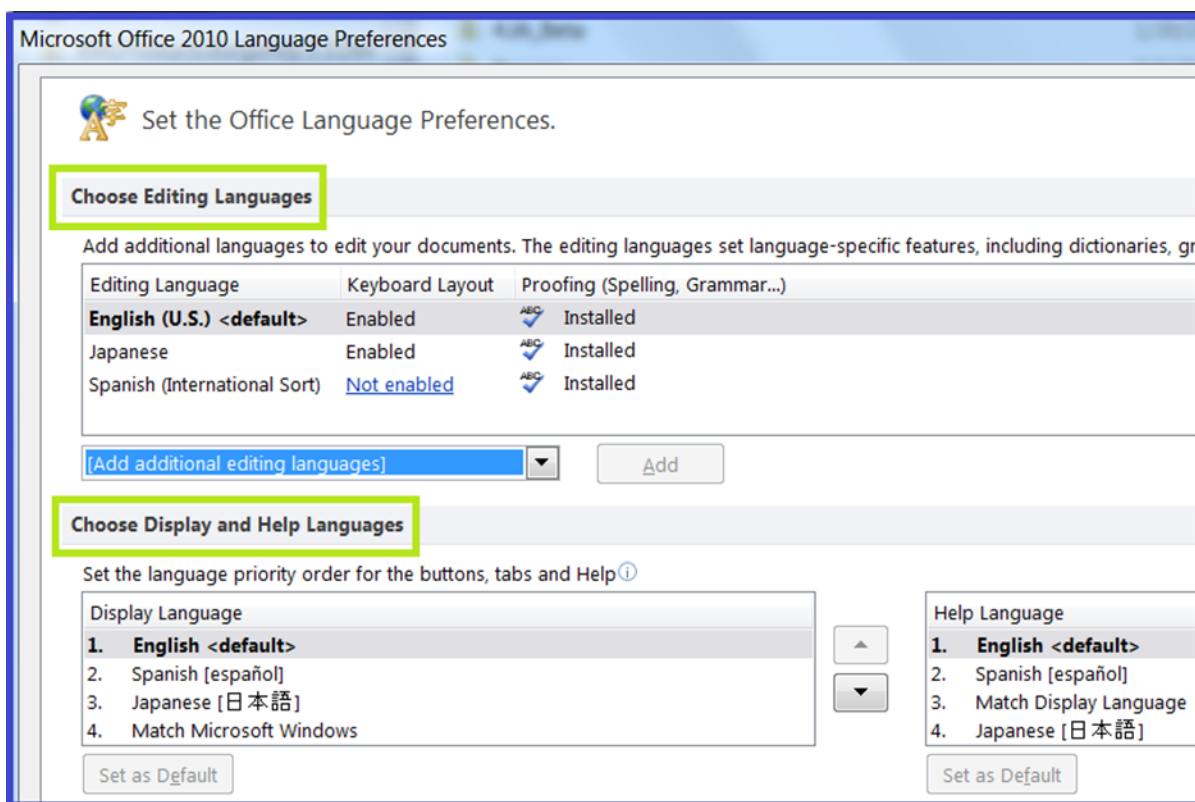 Microsoft Office 2010 Language Preferences
Set the Office Language Preferences.
Choose Editing Languages
Add additional languages to edit your documents. The editing languages set language-specific features, including dictionaries, gr
Editing Language Keyboard Layout Proofing (Spelling, Grammar...)
English (U.S.) <default> Enabled ABC Installed
Japanese Enabled ABC Installed
Spanish (International Sort) Not enabled ABC Installed
[Add additional editing languages] Add
Choose Display and Help Languages
Set the language priority order for the buttons, tabs and Help
Display Language Help Language
1. English <default> 1. English <default>
2. Spanish [español] 2. Spanish [español]
3. Japanese [日本語] 3. Match Display Language
4. Match Microsoft Windows 4. Japanese [日本語]
Set as Default Set as Default